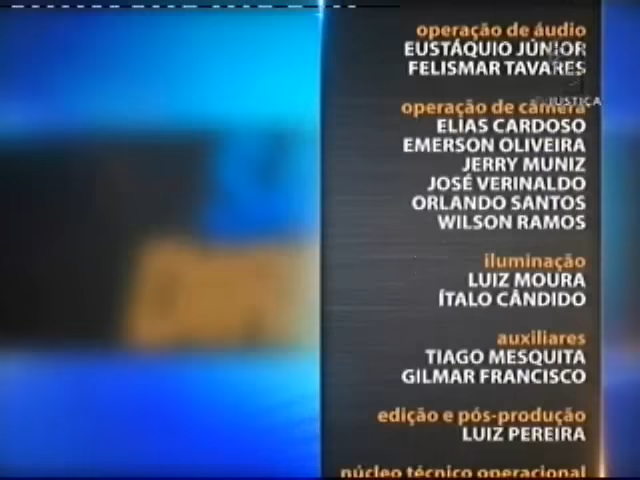 operação de áudio
EUSTÁQUIO JÚNIOR
FELISMAR TAVARES
JUSTIÇA
operação de câmera
ELIAS CARDOSO
EMERSON OLIVEIRA
JERRY MUNIZ
JOSÉ VERINALDO
ORLANDO SANTOS
WILSON RAMOS
iluminação
LUIZ MOURA
ÍTALO CÂNDIDO
auxiliares
TIAGO MESQUITA
GILMAR FRANCISCO
edição e pós-produção
LUIZ PEREIRA
núcleo técnico operacional